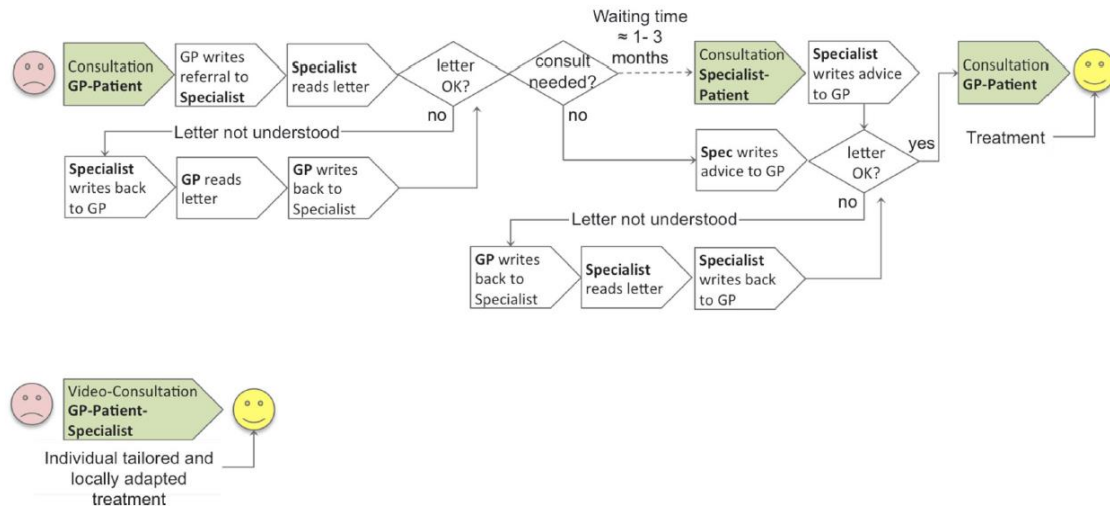 Waiting time
≈ 1- 3
months
Consultation
GP-Patient
GP writes
referral to
Specialist
Specialist
reads letter
letter
OK?
consult
needed?
Consultation
Specialist-
Patient
Specialist
writes advice
to GP
Consultation
GP-Patient
no
no
Letter not understood
Specialist
writes back
to GP
GP reads
letter
GP writes
back to
Specialist
Spec writes
advice to GP
letter
OK?
yes
Treatment
no
Letter not understood
GP writes
back to
Specialist
Specialist
reads letter
Specialist
writes back
to GP
Video-Consultation
GP-Patient-
Specialist
Individual tailored and
locally adapted
treatment